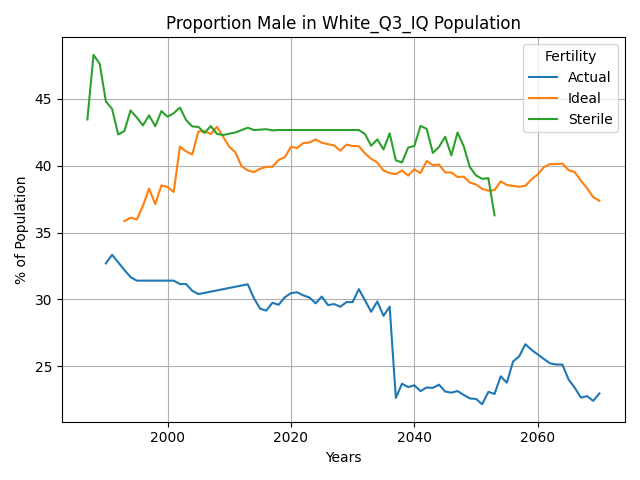 Proportion Male in White_Q3_IQ Population
Fertility
Actual
Ideal
Sterile
% of Population
45
40
35
30
25
2000
2020
2040
2060
Years